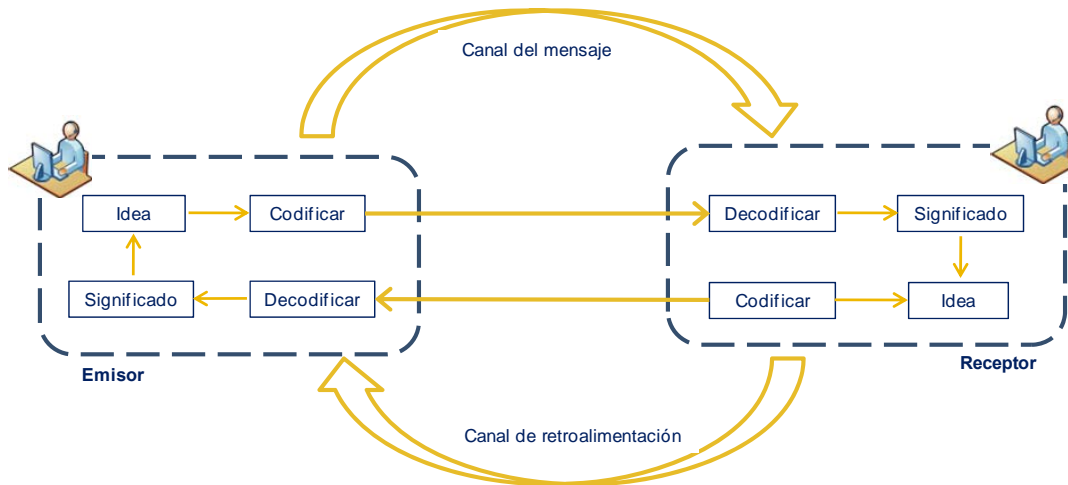 Canal del mensaje
Idea
Codificar
Decodificar
Significado
Significado
Decodificar
Codificar
Idea
Emisor
Receptor
Canal de retroalimentación